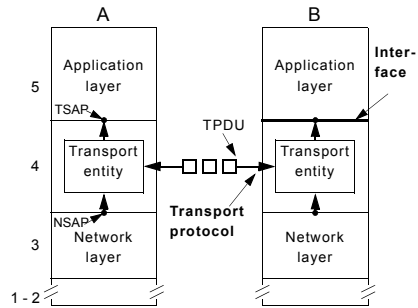 A
B
Application
layer
Application
layer
Inter-
face
5
TSAP
TPDU
Transport
entity
Transport
entity
4
Transport
protocol
NSAP
Network
layer
Network
layer
3
1 - 2